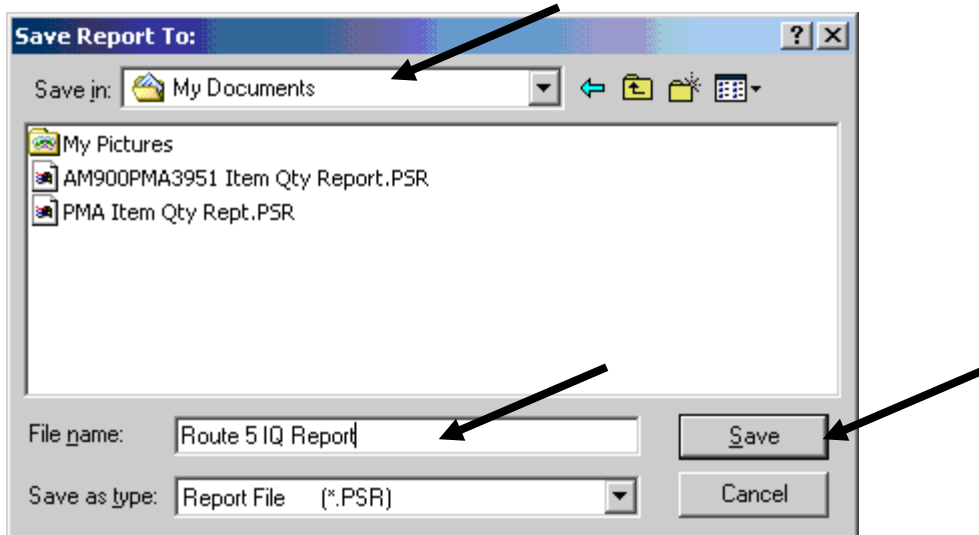 Save Report To:
Save in: My Documents
My Pictures
AM900PMA3951 Item Qty Report.PSR
PMA Item Qty Rept.PSR
File name: Route 5 IQ Report Save
Save as type: Report File (*.PSR) Cancel